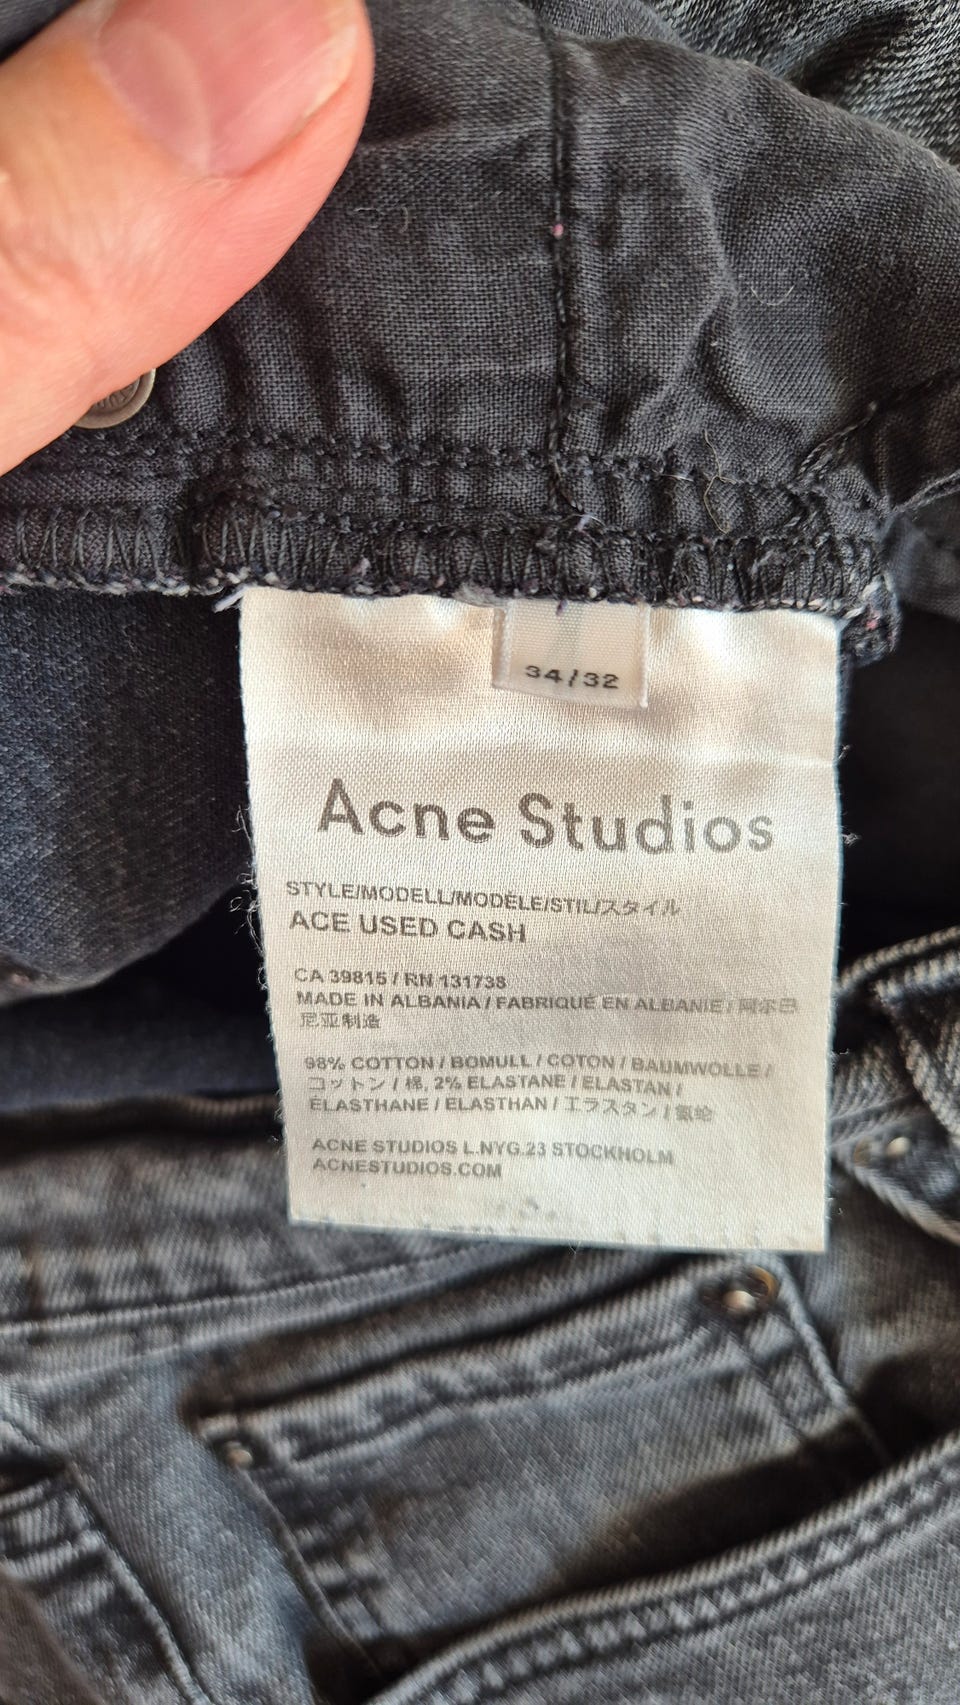 34/32
Acne Studios
STYLE/MODELL/MODÈLE/STIL/スタイル
ACE USED CASH
CA 39815 / RN 131738
MADE IN ALBANIA / FABRIQUÉ EN ALBANIE / 阿尔巴
尼亚制造
98% COTTON / BOMULL / COTON / BAUMWOLLE /
コットン / 棉, 2% ELASTANE / ELASTAN /
ÉLASTHANE / ELASTHAN / エラスタン / 氨纶
ACNE STUDIOS L.NYG.23 STOCKHOLM
ACNESTUDIOS.COM